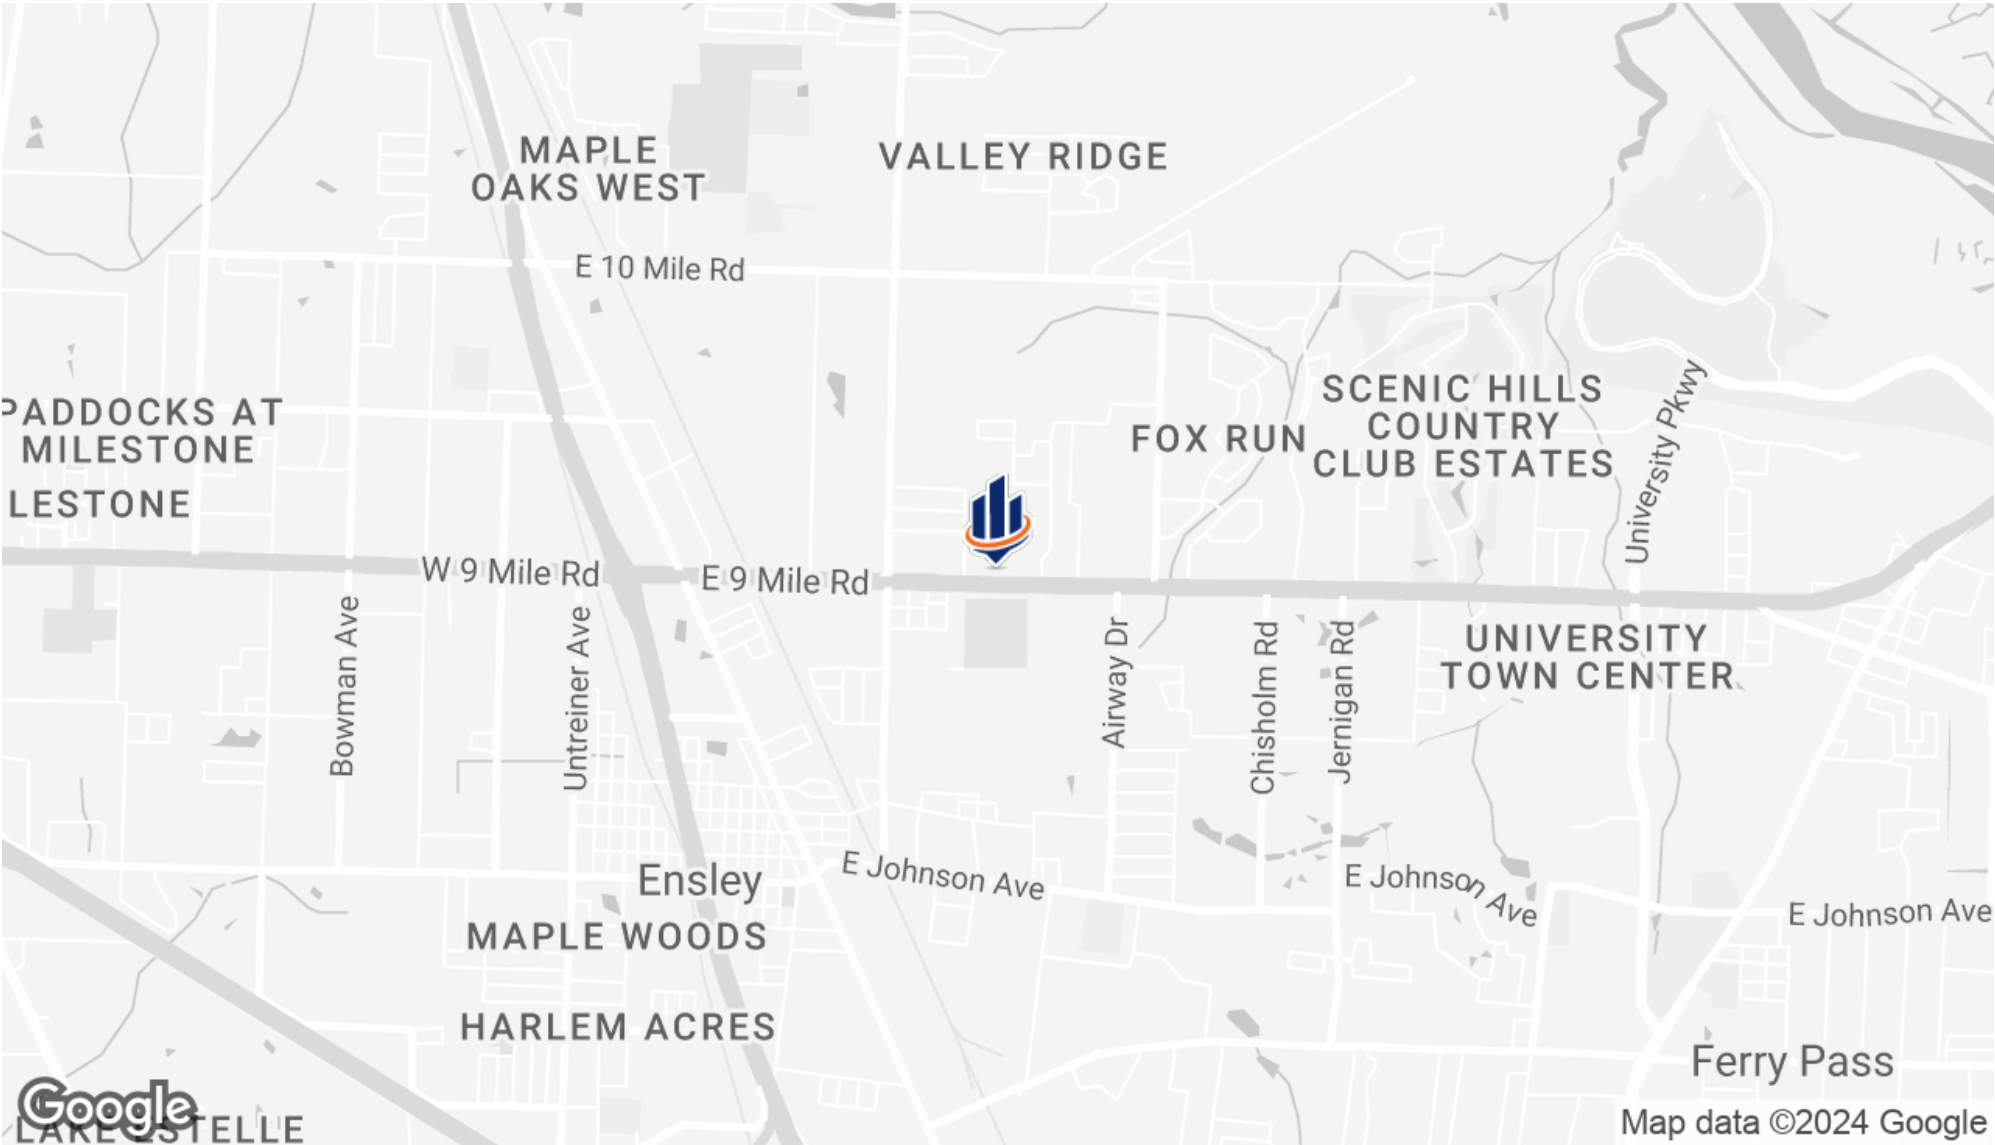 MAPLE
OAKS WEST
VALLEY RIDGE
E 10 Mile Rd
PADDOCKS AT
MILESTONE
LESTONE
FOX RUN
SCENIC HILLS
COUNTRY
CLUB ESTATES
University Pkwy
W 9 Mile Rd
E 9 Mile Rd
Bowman Ave
Untreiner Ave
Airway Dr
Chisholm Rd
Jernigan Rd
UNIVERSITY
TOWN CENTER
Ensley
E Johnson Ave
E Johnson Ave
E Johnson Ave
MAPLE WOODS
HARLEM ACRES
Ferry Pass
Google
LAKE ESTELLE
Map data ©2024 Google